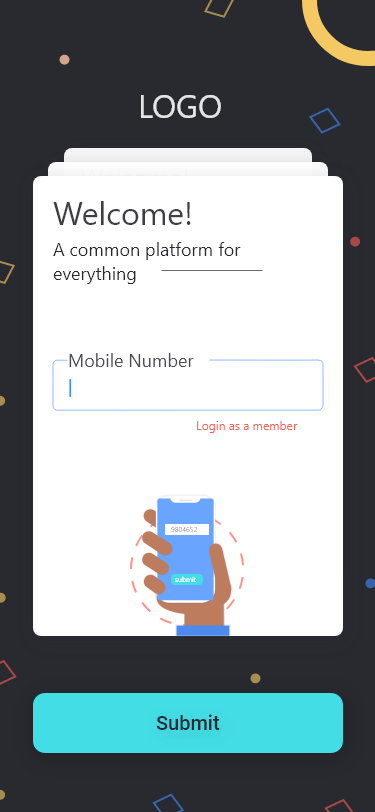 LOGO
Welcome!
A common platform for
everything
Mobile Number
Login as a member
9804652
submit
Submit